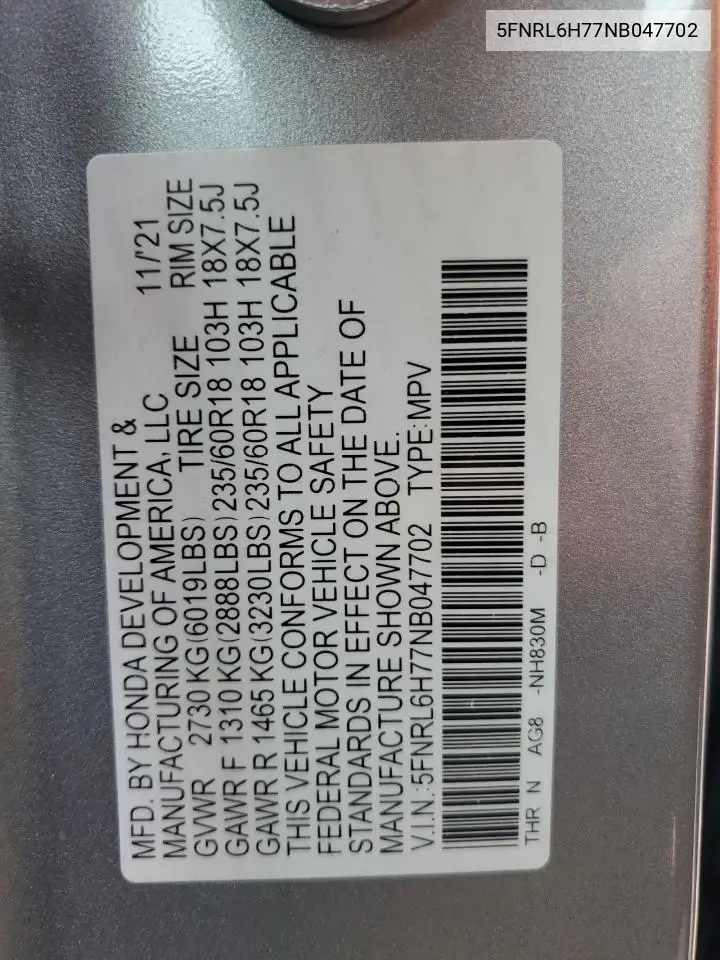 5FNRL6H77NB047702
MFD. BY HONDA DEVELOPMENT &
MANUFACTURING OF AMERICA, LLC 11/'21
GVWR 2730 KG(6019LBS) TIRE SIZE RIM SIZE
GAWR F 1310 KG(2888LBS) 235/60R18 103H 18X7.5J
GAWR R 1465 KG(3230LBS) 235/60R18 103H 18X7.5J
THIS VEHICLE CONFORMS TO ALL APPLICABLE
FEDERAL MOTOR VEHICLE SAFETY
STANDARDS IN EFFECT ON THE DATE OF
MANUFACTURE SHOWN ABOVE.
V.I.N.:5FNRL6H77NB047702 TYPE:MPV
THR N AG8 -NH830M -D -B